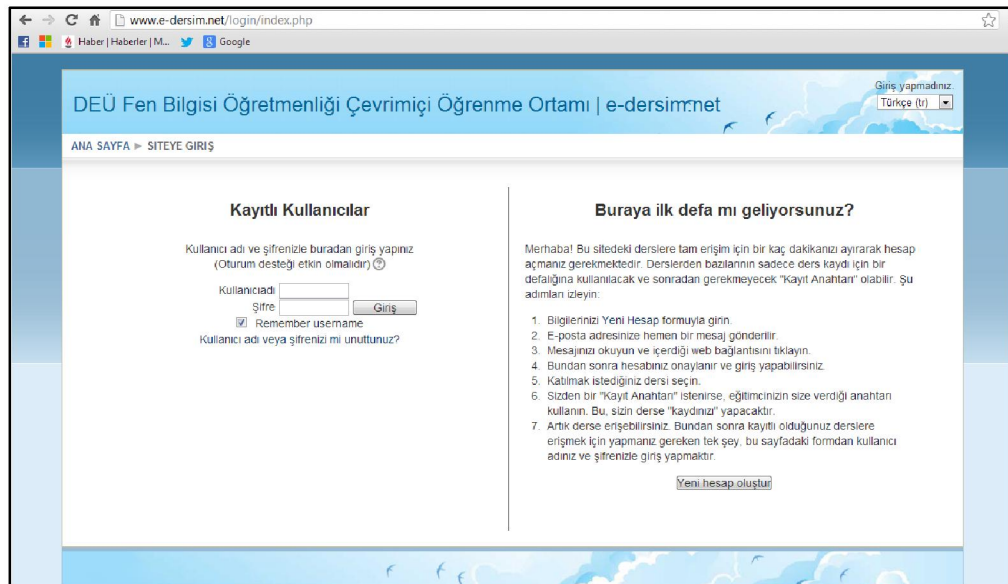 www.e-dersim.net/login/index.php
Haber | Haberler | M... Google
DEÜ Fen Bilgisi Öğretmenliği Çevrimiçi Öğrenme Ortamı | e-dersim.net
Giriş yapmadınız.
Türkçe (tr)
ANA SAYFA ► SITEYE GIRIŞ
Kayıtlı Kullanıcılar
Kullanıcı adı ve şifrenizle buradan giriş yapınız
(Oturum desteği etkin olmalıdır)
Kullanıcıadı
Şifre Giriş
Remember username
Kullanıcı adı veya şifrenizi mi unuttunuz?
Buraya ilk defa mı geliyorsunuz?
Merhaba! Bu sitedeki derslere tam erişim için bir kaç dakikanızı ayırarak hesap
açmanız gerekmektedir. Derslerden bazılarının sadece ders kaydı için bir
defalığına kullanılacak ve sonradan gerekmeyecek "Kayıt Anahtarı" olabilir. Şu
adımları izleyin:
1. Bilgilerinizi Yeni Hesap formuyla girin.
2. E-posta adresinize hemen bir mesaj gönderilir.
3. Mesajınızı okuyun ve içerdiği web bağlantısını tıklayın.
4. Bundan sonra hesabınız onaylanır ve giriş yapabilirsiniz.
5. Katılmak istediğiniz dersi seçin.
6. Sizden bir "Kayıt Anahtarı" istenirse, eğitimcinizin size verdiği anahtarı
kullanın. Bu, sizin derse "kaydınızı" yapacaktır.
7. Artık derse erişebilirsiniz. Bundan sonra kayıtlı olduğunuz derslere
erişmek için yapmanız gereken tek şey, bu sayfadaki formdan kullanıcı
adınız ve şifrenizle giriş yapmaktır.
Yeni hesap oluştur